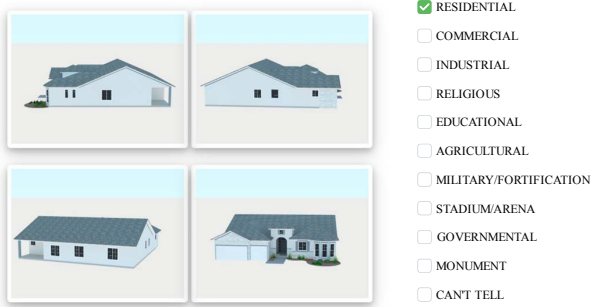 RESIDENTIAL
COMMERCIAL
INDUSTRIAL
RELIGIOUS
EDUCATIONAL
AGRICULTURAL
MILITARY/FORTIFICATION
STADIUM/ARENA
GOVERNMENTAL
MONUMENT
CAN'T TELL